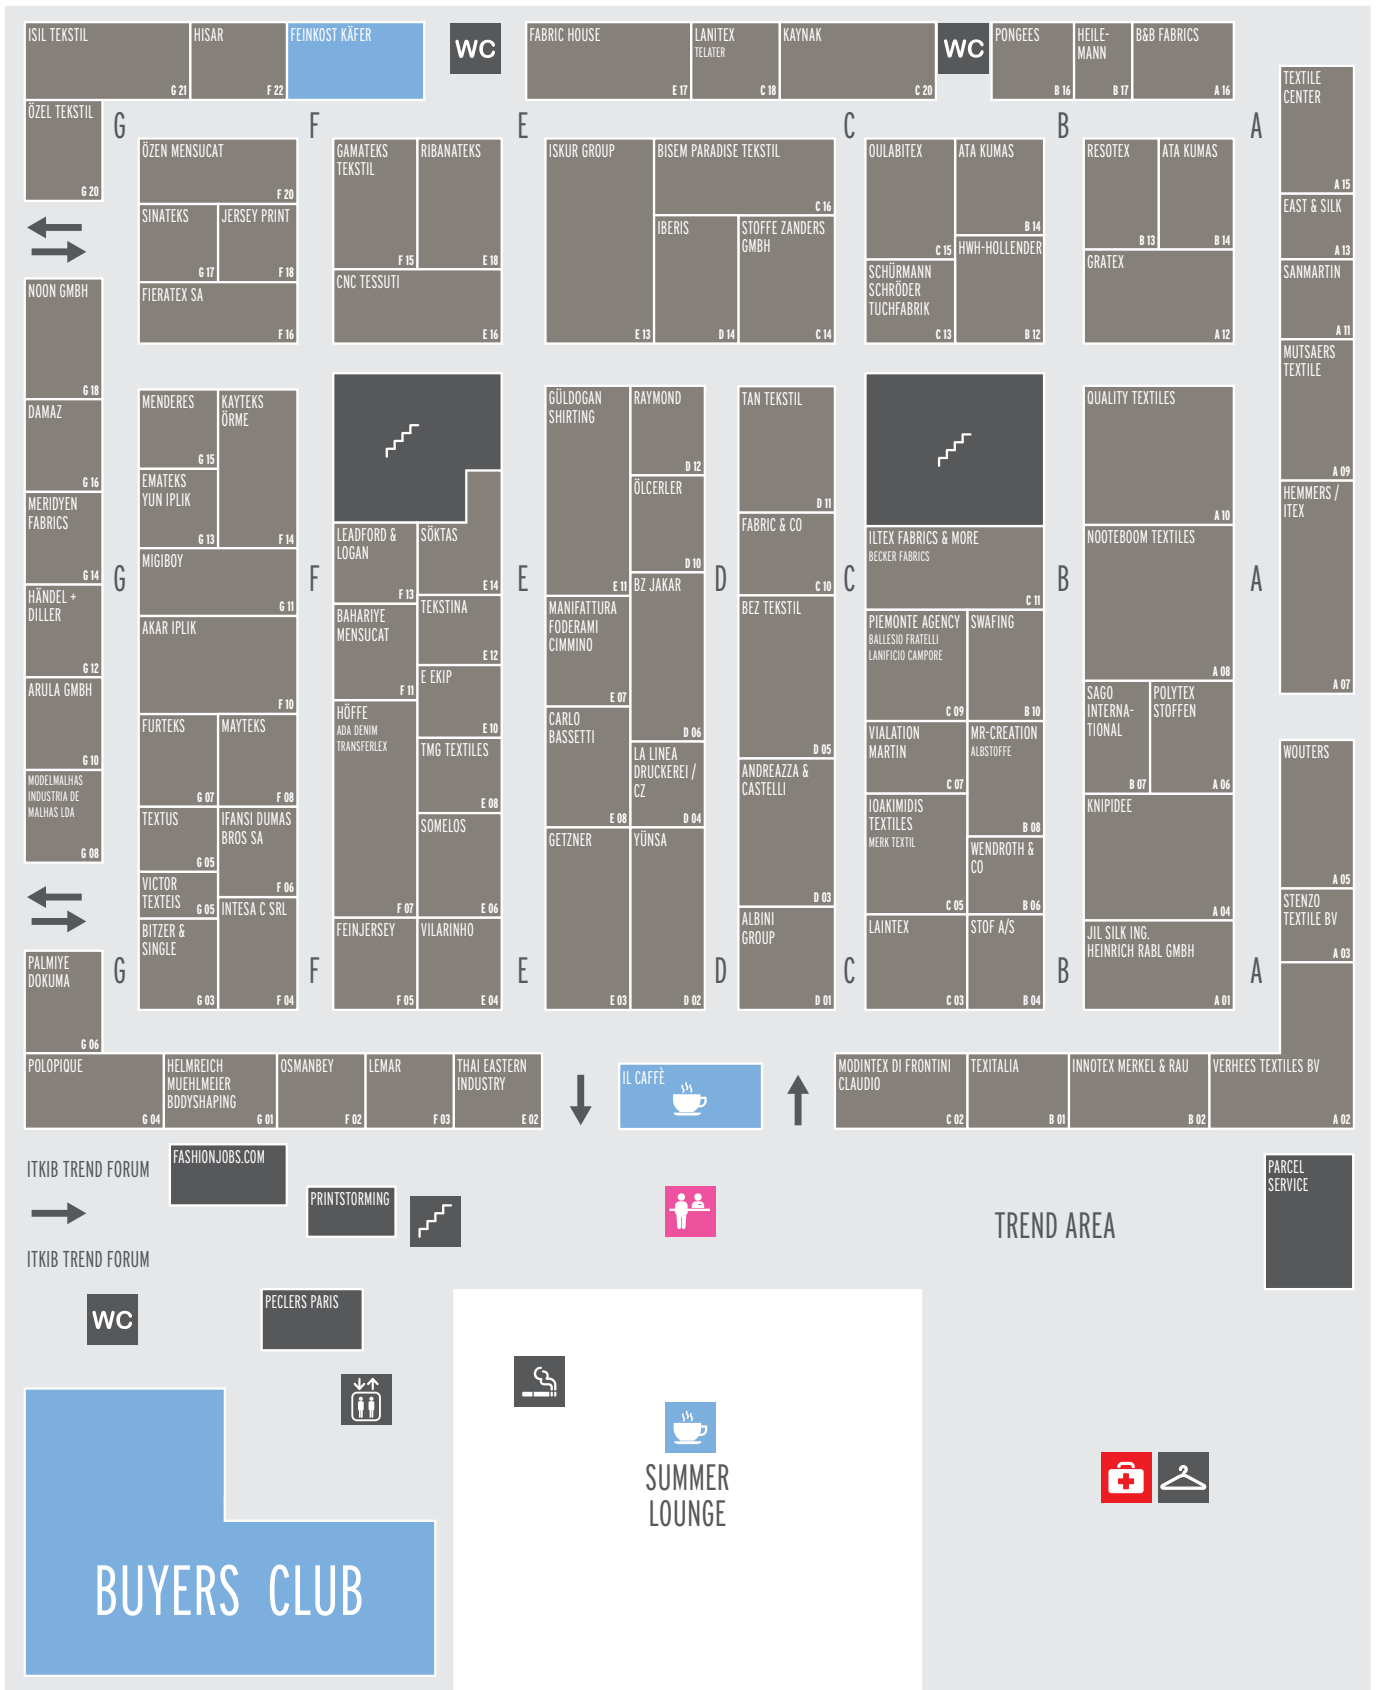 ISIL TEKSTIL
G 21
HISAR
F 22
FEINKOST KÄFER
WC
FABRIC HOUSE
E 17
LANITEX
TELATER
C 18
KAYNAK
C 20
WC
PONGEES
B 16
HEILE-
MANN
B 17
B&B FABRICS
A 16
TEXTILE
CENTER
A 15
ÖZEL TEKSTIL
G 20
G
F
E
C
B
A
ÖZEN MENSUCAT
F 20
SINATEKS
G 17
JERSEY PRINT
F 18
FIERATEX SA
F 16
GAMATEKS
TEKSTIL
F 15
RIBANATEKS
E 18
CNC TESSUTI
E 16
ISKUR GROUP
E 13
BISEM PARADISE TEKSTIL
C 16
IBERIS
D 14
STOFFE ZANDERS
GMBH
C 14
OULABITEX
C 15
ATA KUMAS
B 14
SCHÜRMANN
SCHRÖDER
TUCHFABRIK
C 13
HWH-HOLLENDER
B 12
RESOTEX
B 13
ATA KUMAS
B 14
GRATEX
A 12
EAST & SILK
A 13
SANMARTIN
A 11
MUTSAERS
TEXTILE
A 09
HEMMERS /
ITEX
A 07
NOON GMBH
G 18
DAMAZ
G 16
MERIDYEN
FABRICS
G 14
HÄNDEL +
DILLER
G 12
ARULA GMBH
G 10
MODELMALHAS
INDUSTRIA DE
MALHAS LDA
G 08
MENDERES
G 15
KAYTEKS
ÖRME
F 14
EMATEKS
YUN IPLIK
G 13
MIGIBOY
G 11
AKAR IPLIK
F 10
FURTEKS
G 07
MAYTEKS
F 08
TEXTUS
G 05
IFANSI DUMAS
BROS SA
F 06
VICTOR
TEXTEIS
G 05
INTESA C SRL
F 04
BITZER &
SINGLE
G 03
G
F
E
D
C
B
A
LEADFORD &
LOGAN
F 13
SÖKTAS
E 14
BAHARIYE
MENSUCAT
F 11
TEKSTINA
E 12
E EKIP
E 10
HÖFFE
ADA DENIM
TRANSFERLEX
F 07
TMG TEXTILES
E 08
SOMELOS
E 06
FEINJERSEY
F 05
VILARINHO
E 04
GÜLDOGAN
SHIRTING
E 11
RAYMOND
D 12
ÖLCERLER
D 10
BZ JAKAR
D 06
MANIFATTURA
FODERAMI
CIMMINO
E 07
CARLO
BASSETTI
E 08
LA LINEA
DRUCKEREI /
CZ
D 04
GETZNER
E 03
YÜNSA
D 02
TAN TEKSTIL
D 11
FABRIC & CO
C 10
BEZ TEKSTIL
D 05
ANDREAZZA &
CASTELLI
D 03
ALBINI
GROUP
D 01
ILTEX FABRICS & MORE
BECKER FABRICS
C 11
PIEMONTE AGENCY
BALLESIO FRATELLI
LANIFICIO CAMPORE
C 09
SWAFING
B 10
VIALATION
MARTIN
C 07
MR-CREATION
ALBSTOFFE
B 08
IOAKIMIDIS
TEXTILES
MERK TEXTIL
C 05
WENDROTH &
CO
B 06
LAINTEX
C 03
STOF A/S
B 04
QUALITY TEXTILES
A 10
NOOTEBOOM TEXTILES
A 08
SAGO
INTERNA-
TIONAL
B 07
POLYTEX
STOFFEN
A 06
KNIPIDEE
A 04
JIL SILK ING.
HEINRICH RABL GMBH
A 01
WOUTERS
A 05
STENZO
TEXTILE BV
A 03
G
F
E
D
C
B
A
PALMIYE
DOKUMA
G 06
POLOPIQUE
G 04
HELMREICH
MUEHLMEIER
BDDYSHAPING
G 01
OSMANBEY
F 02
LEMAR
F 03
THAI EASTERN
INDUSTRY
E 02
IL CAFFÈ
MODINTEX DI FRONTINI
CLAUDIO
C 02
TEXITALIA
B 01
INNOTEX MERKEL & RAU
B 02
VERHEES TEXTILES BV
A 02
ITKIB TREND FORUM
FASHIONJOBS.COM
PRINTSTORMING
TREND AREA
PARCEL
SERVICE
ITKIB TREND FORUM
WC
PECLERS PARIS
SUMMER
LOUNGE
BUYERS CLUB